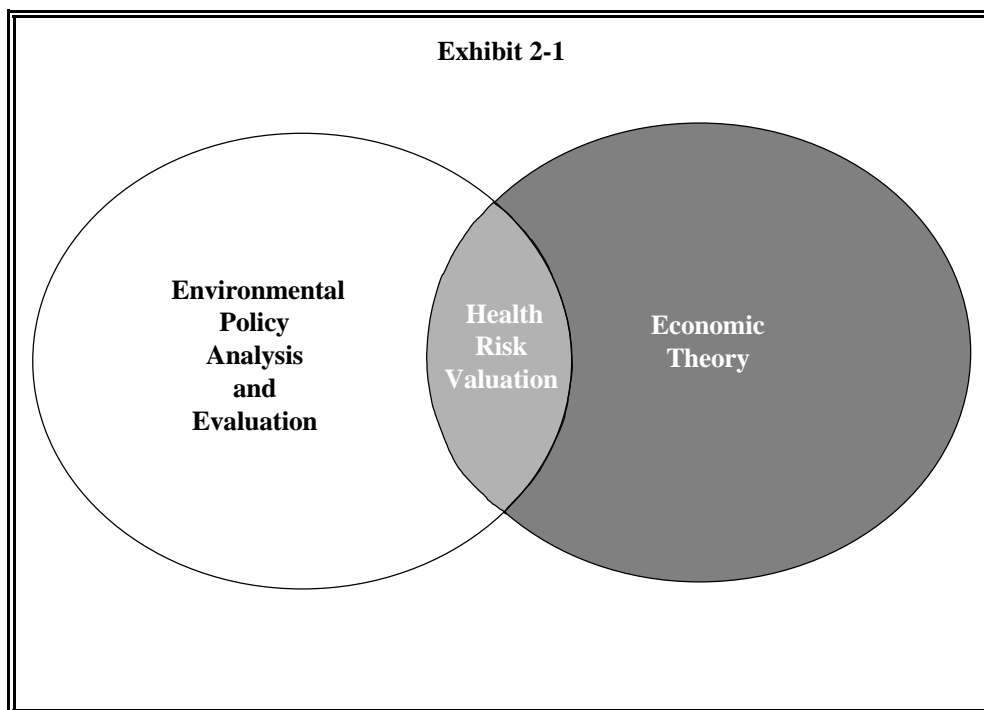 Exhibit 2-1
Environmental
Policy
Analysis
and
Evaluation
Health
Risk
Valuation
Economic
Theory